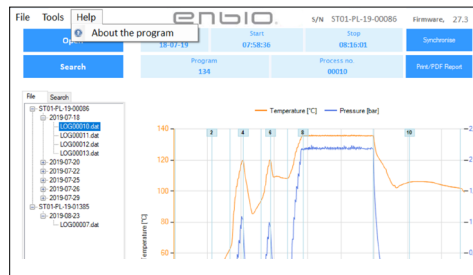 File Tools Help
enbio.
S/N ST01-PL-19-00086 Firmware, 27.3
About the program
Start
Stop
18-07-19
07:58:36
08:16:01
Synchronise
Search
Program
134
Process no.
00010
Print/PDF Report
File Search
ST01-PL-19-00086
2019-07-18
LOG00010.dat
LOG00011.dat
LOG00012.dat
LOG00013.dat
2019-07-20
2019-07-22
2019-07-25
2019-07-26
2019-07-29
ST01-PL-19-01385
2019-08-23
LOG00007.dat
Temperature [°C] Pressure [bar]
2 4 6 8 10
140
120
100
80
60